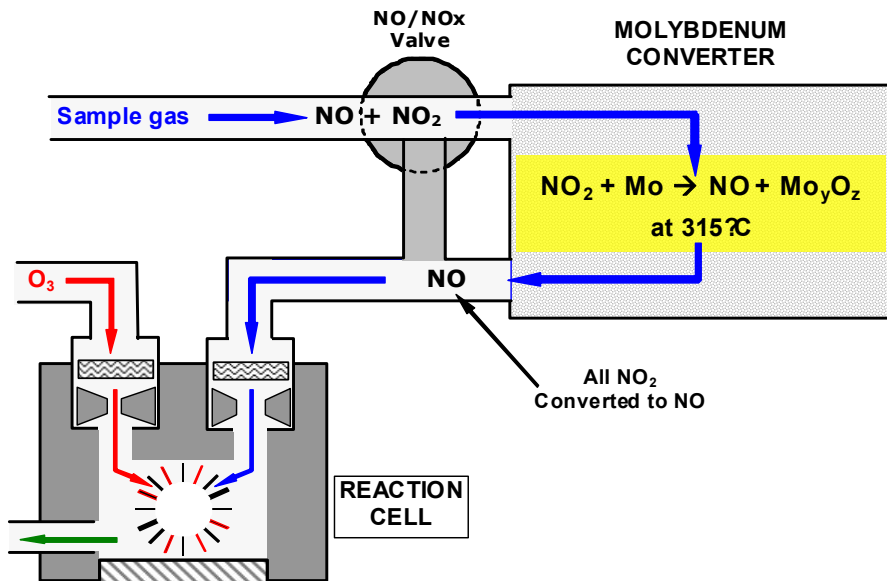 NO/NOx
Valve
MOLYBDENUM
CONVERTER
Sample gas
NO + NO₂
NO₂ + Mo → NO + MoyOz
at 315?C
O₃
NO
All NO₂
Converted to NO
REACTION
CELL